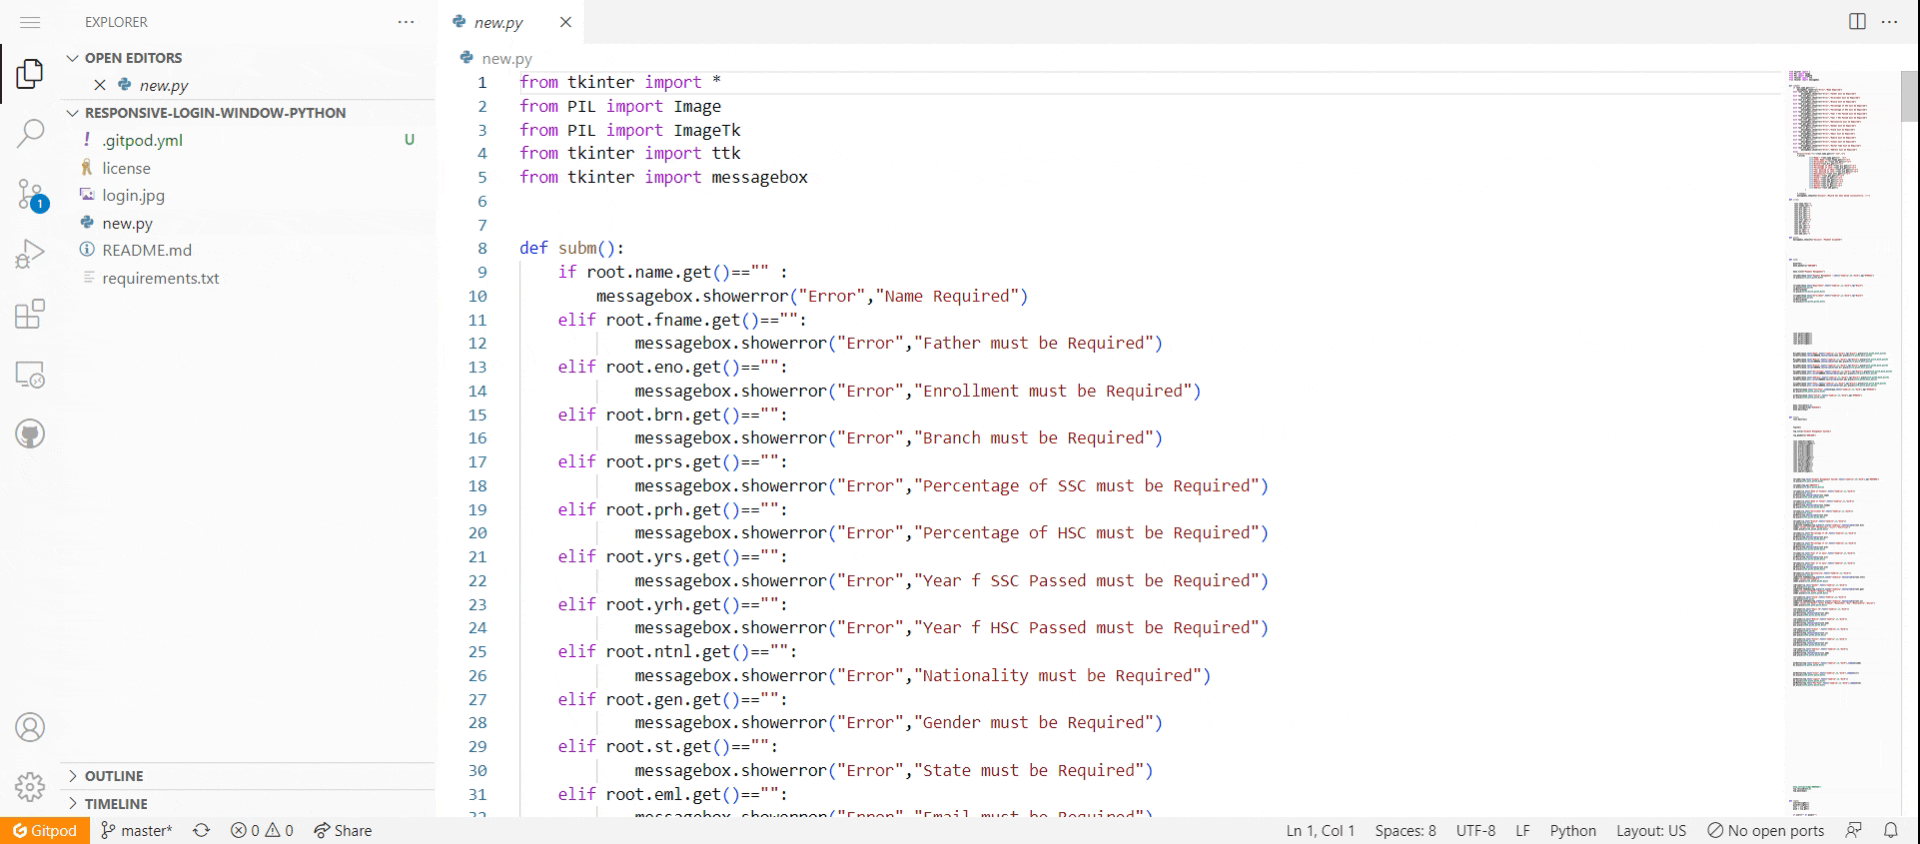 EXPLORER
OPEN EDITORS
new.py
RESPONSIVE-LOGIN-WINDOW-PYTHON
.gitpod.yml U
license
login.jpg
new.py
README.md
requirements.txt
OUTLINE
TIMELINE
1
new.py
new.py
1 from tkinter import *
2 from PIL import Image
3 from PIL import ImageTk
4 from tkinter import ttk
5 from tkinter import messagebox
6
7
8 def subm():
9 if root.name.get()=="" :
10 messagebox.showerror("Error","Name Required")
11 elif root.fname.get()=="":
12 messagebox.showerror("Error","Father must be Required")
13 elif root.eno.get()=="":
14 messagebox.showerror("Error","Enrollment must be Required")
15 elif root.brn.get()=="":
16 messagebox.showerror("Error","Branch must be Required")
17 elif root.prs.get()=="":
18 messagebox.showerror("Error","Percentage of SSC must be Required")
19 elif root.prh.get()=="":
20 messagebox.showerror("Error","Percentage of HSC must be Required")
21 elif root.yrs.get()=="":
22 messagebox.showerror("Error","Year f SSC Passed must be Required")
23 elif root.yrh.get()=="":
24 messagebox.showerror("Error","Year f HSC Passed must be Required")
25 elif root.ntnl.get()=="":
26 messagebox.showerror("Error","Nationality must be Required")
27 elif root.gen.get()=="":
28 messagebox.showerror("Error","Gender must be Required")
29 elif root.st.get()=="":
30 messagebox.showerror("Error","State must be Required")
31 elif root.eml.get()=="":
Gitpod master* 0 0 Share Ln 1, Col 1 Spaces: 8 UTF-8 LF Python Layout: US No open ports